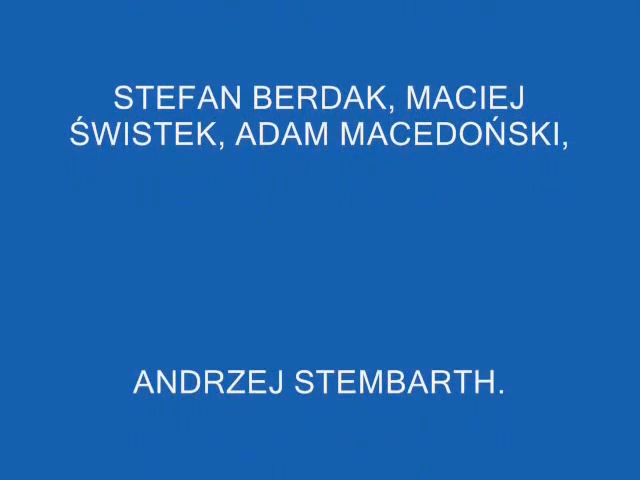 STEFAN BERDAK, MACIEJ
ŚWISTEK, ADAM MACEDOŃSKI,
ANDRZEJ STEMBARTH.